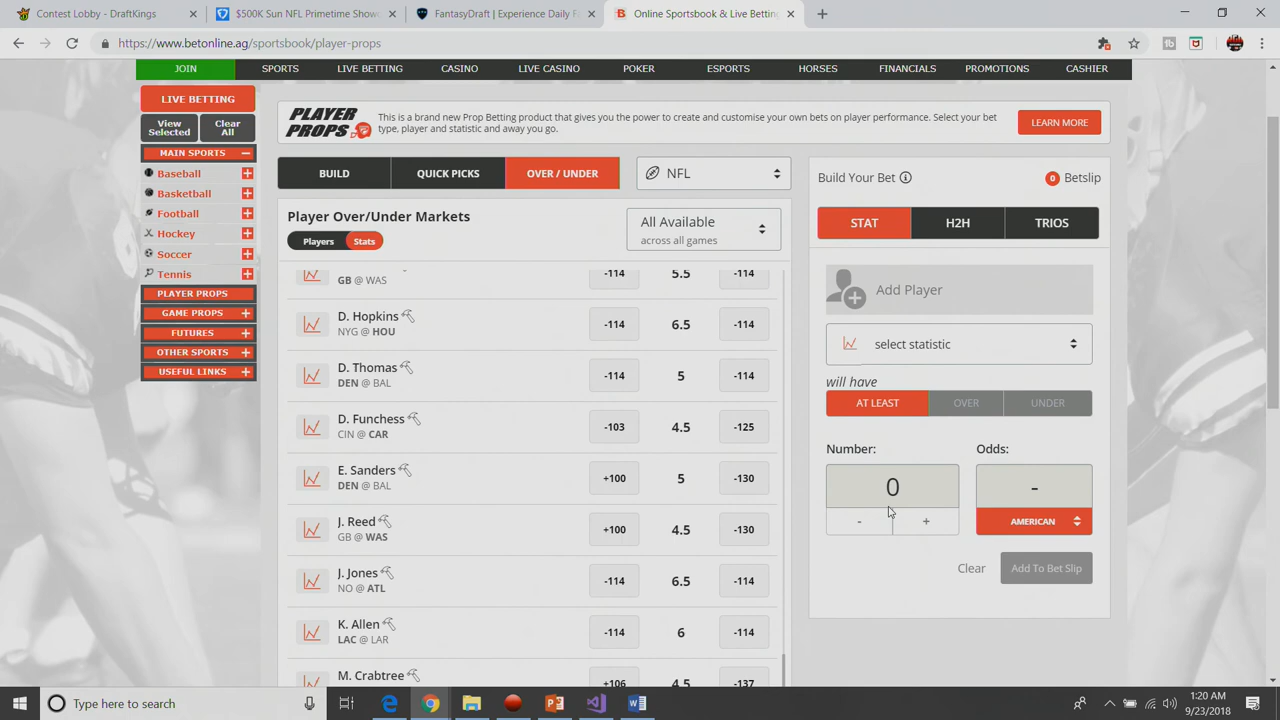 Contest Lobby - DraftKings
$500K Sun NFL Primetime Showd
FantasyDraft | Experience Daily Fa
Online Sportsbook & Live Betting
https://www.betonline.ag/sportsbook/player-props
JOIN SPORTS LIVE BETTING CASINO LIVE CASINO POKER ESPORTS HORSES FINANCIALS PROMOTIONS CASHIER
LIVE BETTING
View Selected
Clear All
MAIN SPORTS
Baseball
Basketball
Football
Hockey
Soccer
Tennis
PLAYER PROPS
GAME PROPS
FUTURES
OTHER SPORTS
USEFUL LINKS
PLAYER PROPS
This is a brand new Prop Betting product that gives you the power to create and customise your own bets on player performance. Select your bet
type, player and statistic and away you go.
LEARN MORE
BUILD QUICK PICKS OVER / UNDER NFL
Player Over/Under Markets
Players Stats
All Available
across all games
GB @ WAS -114 5.5 -114
D. Hopkins
NYG @ HOU -114 6.5 -114
D. Thomas
DEN @ BAL -114 5 -114
D. Funchess
CIN @ CAR -103 4.5 -125
E. Sanders
DEN @ BAL +100 5 -130
J. Reed
GB @ WAS +100 4.5 -130
J. Jones
NO @ ATL -114 6.5 -114
K. Allen
LAC @ LAR -114 6 -114
M. Crabtree +106 4.5 -137
Build Your Bet 0 Betslip
STAT H2H TRIOS
Add Player
select statistic
will have
AT LEAST OVER UNDER
Number: Odds:
0 -
- + AMERICAN
Clear Add To Bet Slip
Type here to search
1:20 AM
9/23/2018